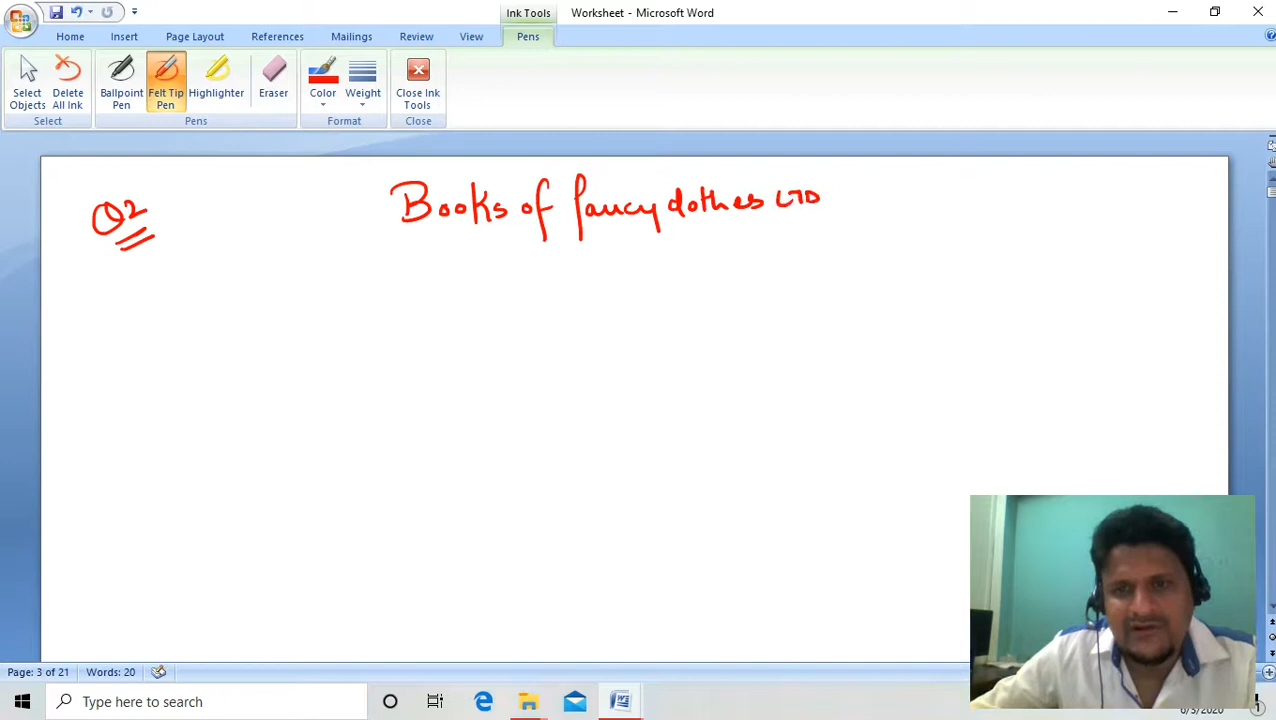 Ink Tools
Worksheet - Microsoft Word
Home Insert Page Layout References Mailings Review View Pens
Select Objects
Delete All Ink
Ballpoint Pen
Felt Tip Pen
Highlighter
Eraser
Color
Weight
Close Ink Tools
Select
Pens
Format
Close
Q2
Books of fancy clothes LTD
Page: 3 of 21 Words: 20
Type here to search